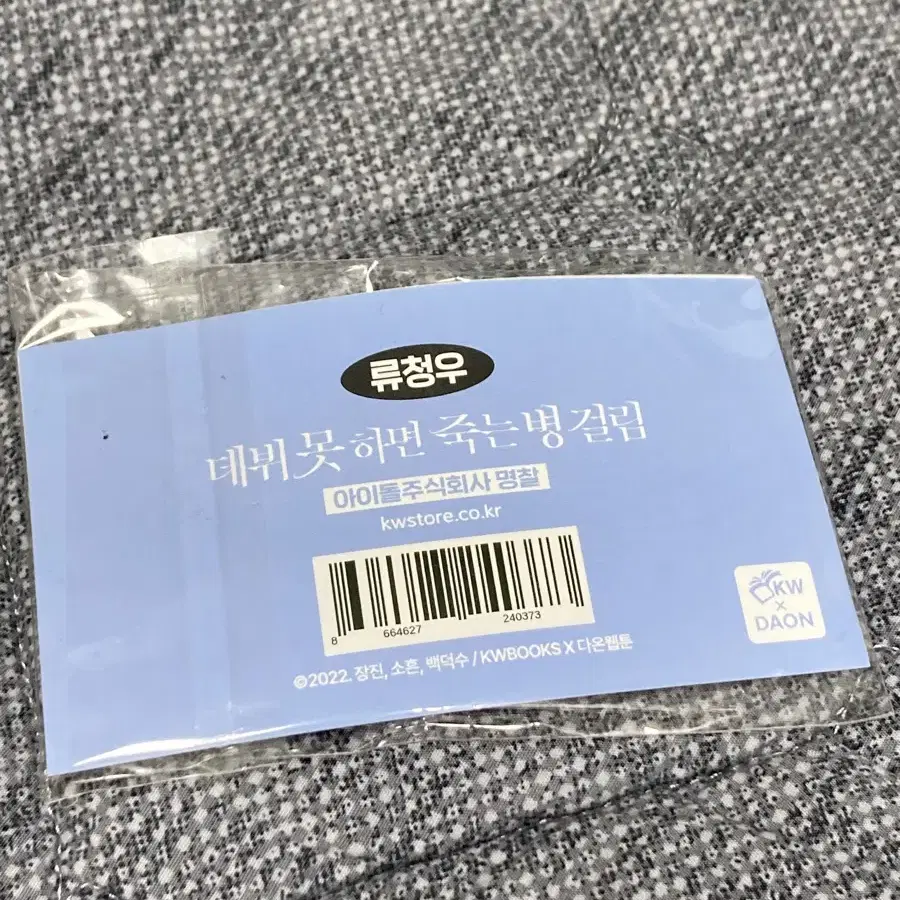 류청우
데뷔 못 하면 죽는 병 걸림
아이돌주식회사 명찰
kwstore.co.kr
8 664627 240373
©2022. 장진, 소흔, 백덕수 / KWBOOKS X 다온웹툰
KW
×
DAON